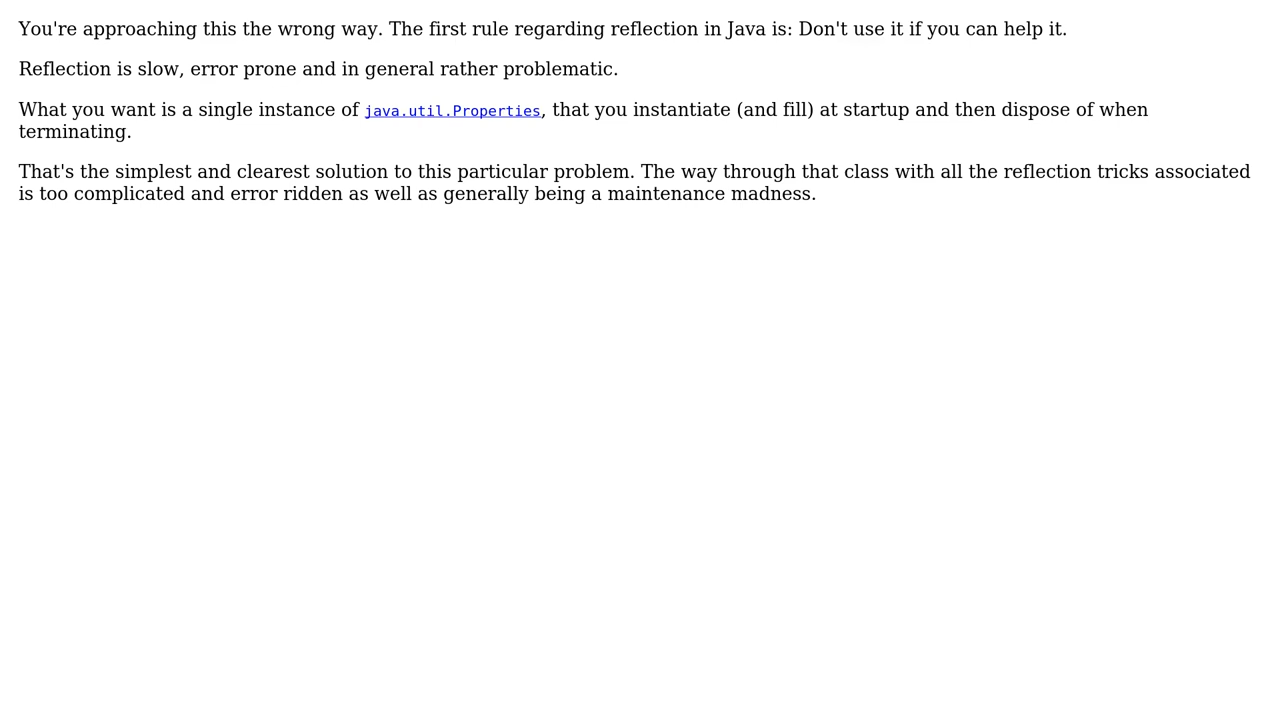 You're approaching this the wrong way. The first rule regarding reflection in Java is: Don't use it if you can help it.
Reflection is slow, error prone and in general rather problematic.
What you want is a single instance of java.util.Properties, that you instantiate (and fill) at startup and then dispose of when
terminating.
That's the simplest and clearest solution to this particular problem. The way through that class with all the reflection tricks associated
is too complicated and error ridden as well as generally being a maintenance madness.